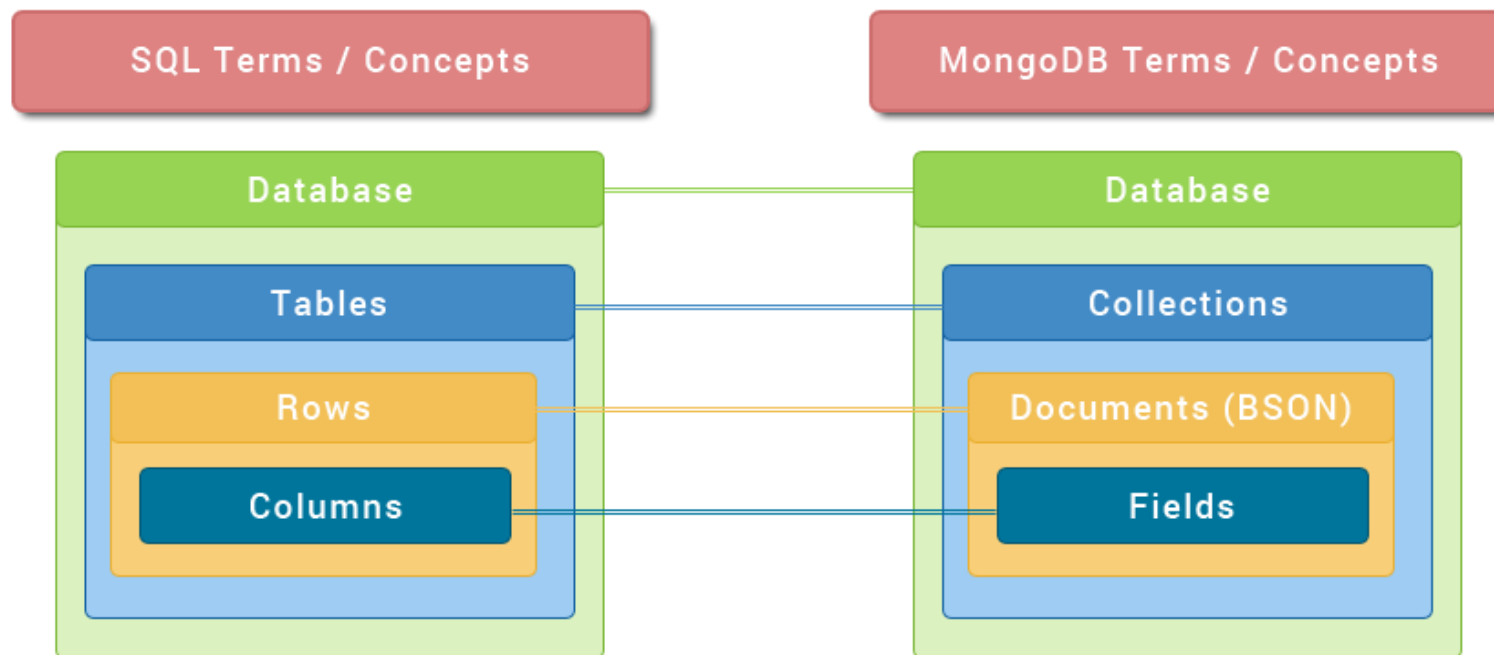 SQL Terms / Concepts
MongoDB Terms / Concepts
Database
Database
Tables
Collections
Rows
Documents (BSON)
Columns
Fields